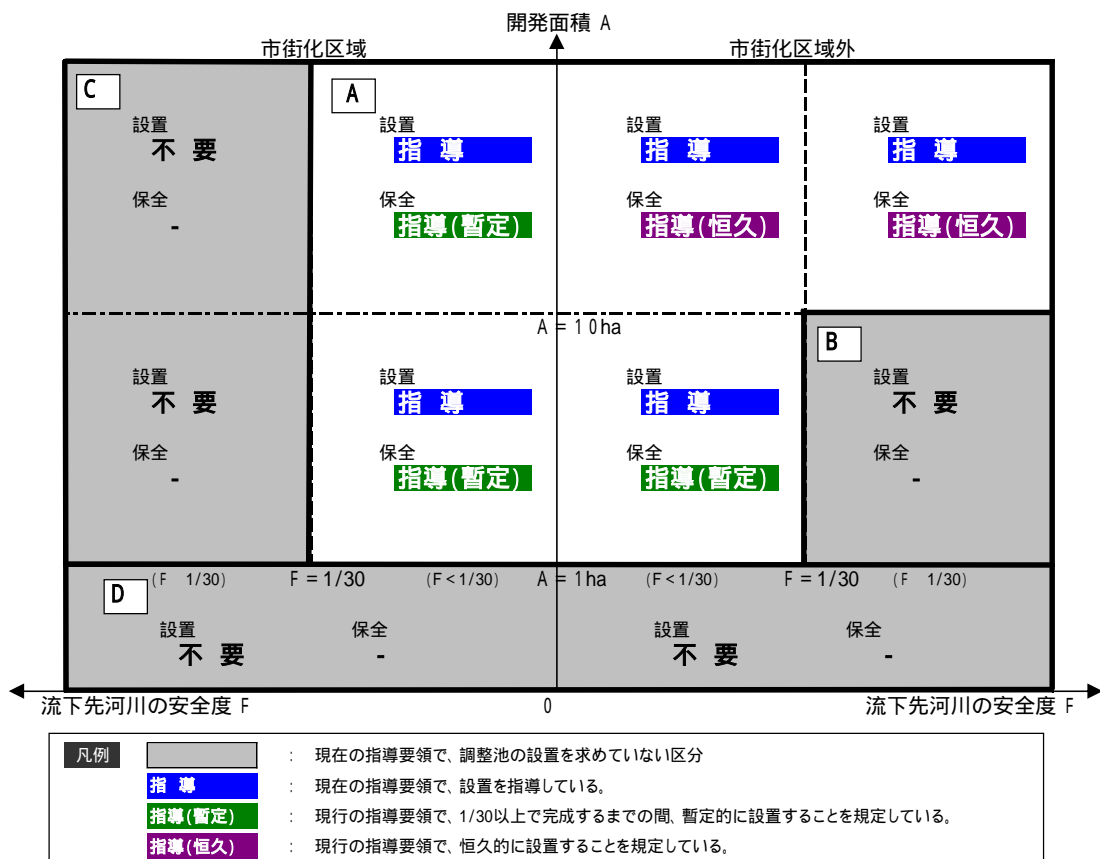 開発面積 A
市街化区域 市街化区域外
C A
設置 設置 設置 設置
不 要 指 導 指 導 指 導
保全 保全 保全 保全
- 指導(暫定) 指導(恒久) 指導(恒久)
A = 10ha
B
設置 設置 設置 設置
不 要 指 導 指 導 不 要
保全 保全 保全 保全
- 指導(暫定) 指導(暫定) -
(F 1/30) F = 1/30 (F < 1/30) A = 1ha (F < 1/30) F = 1/30 (F 1/30)
D
設置 保全 設置 保全
不 要 - 不 要 -
流下先河川の安全度 F 0 流下先河川の安全度 F
凡例 : 現在の指導要領で、調整池の設置を求めていない区分
指 導 : 現在の指導要領で、設置を指導している。
指導(暫定) : 現行の指導要領で、1/30以上で完成するまでの間、暫定的に設置することを規定している。
指導(恒久) : 現行の指導要領で、恒久的に設置することを規定している。